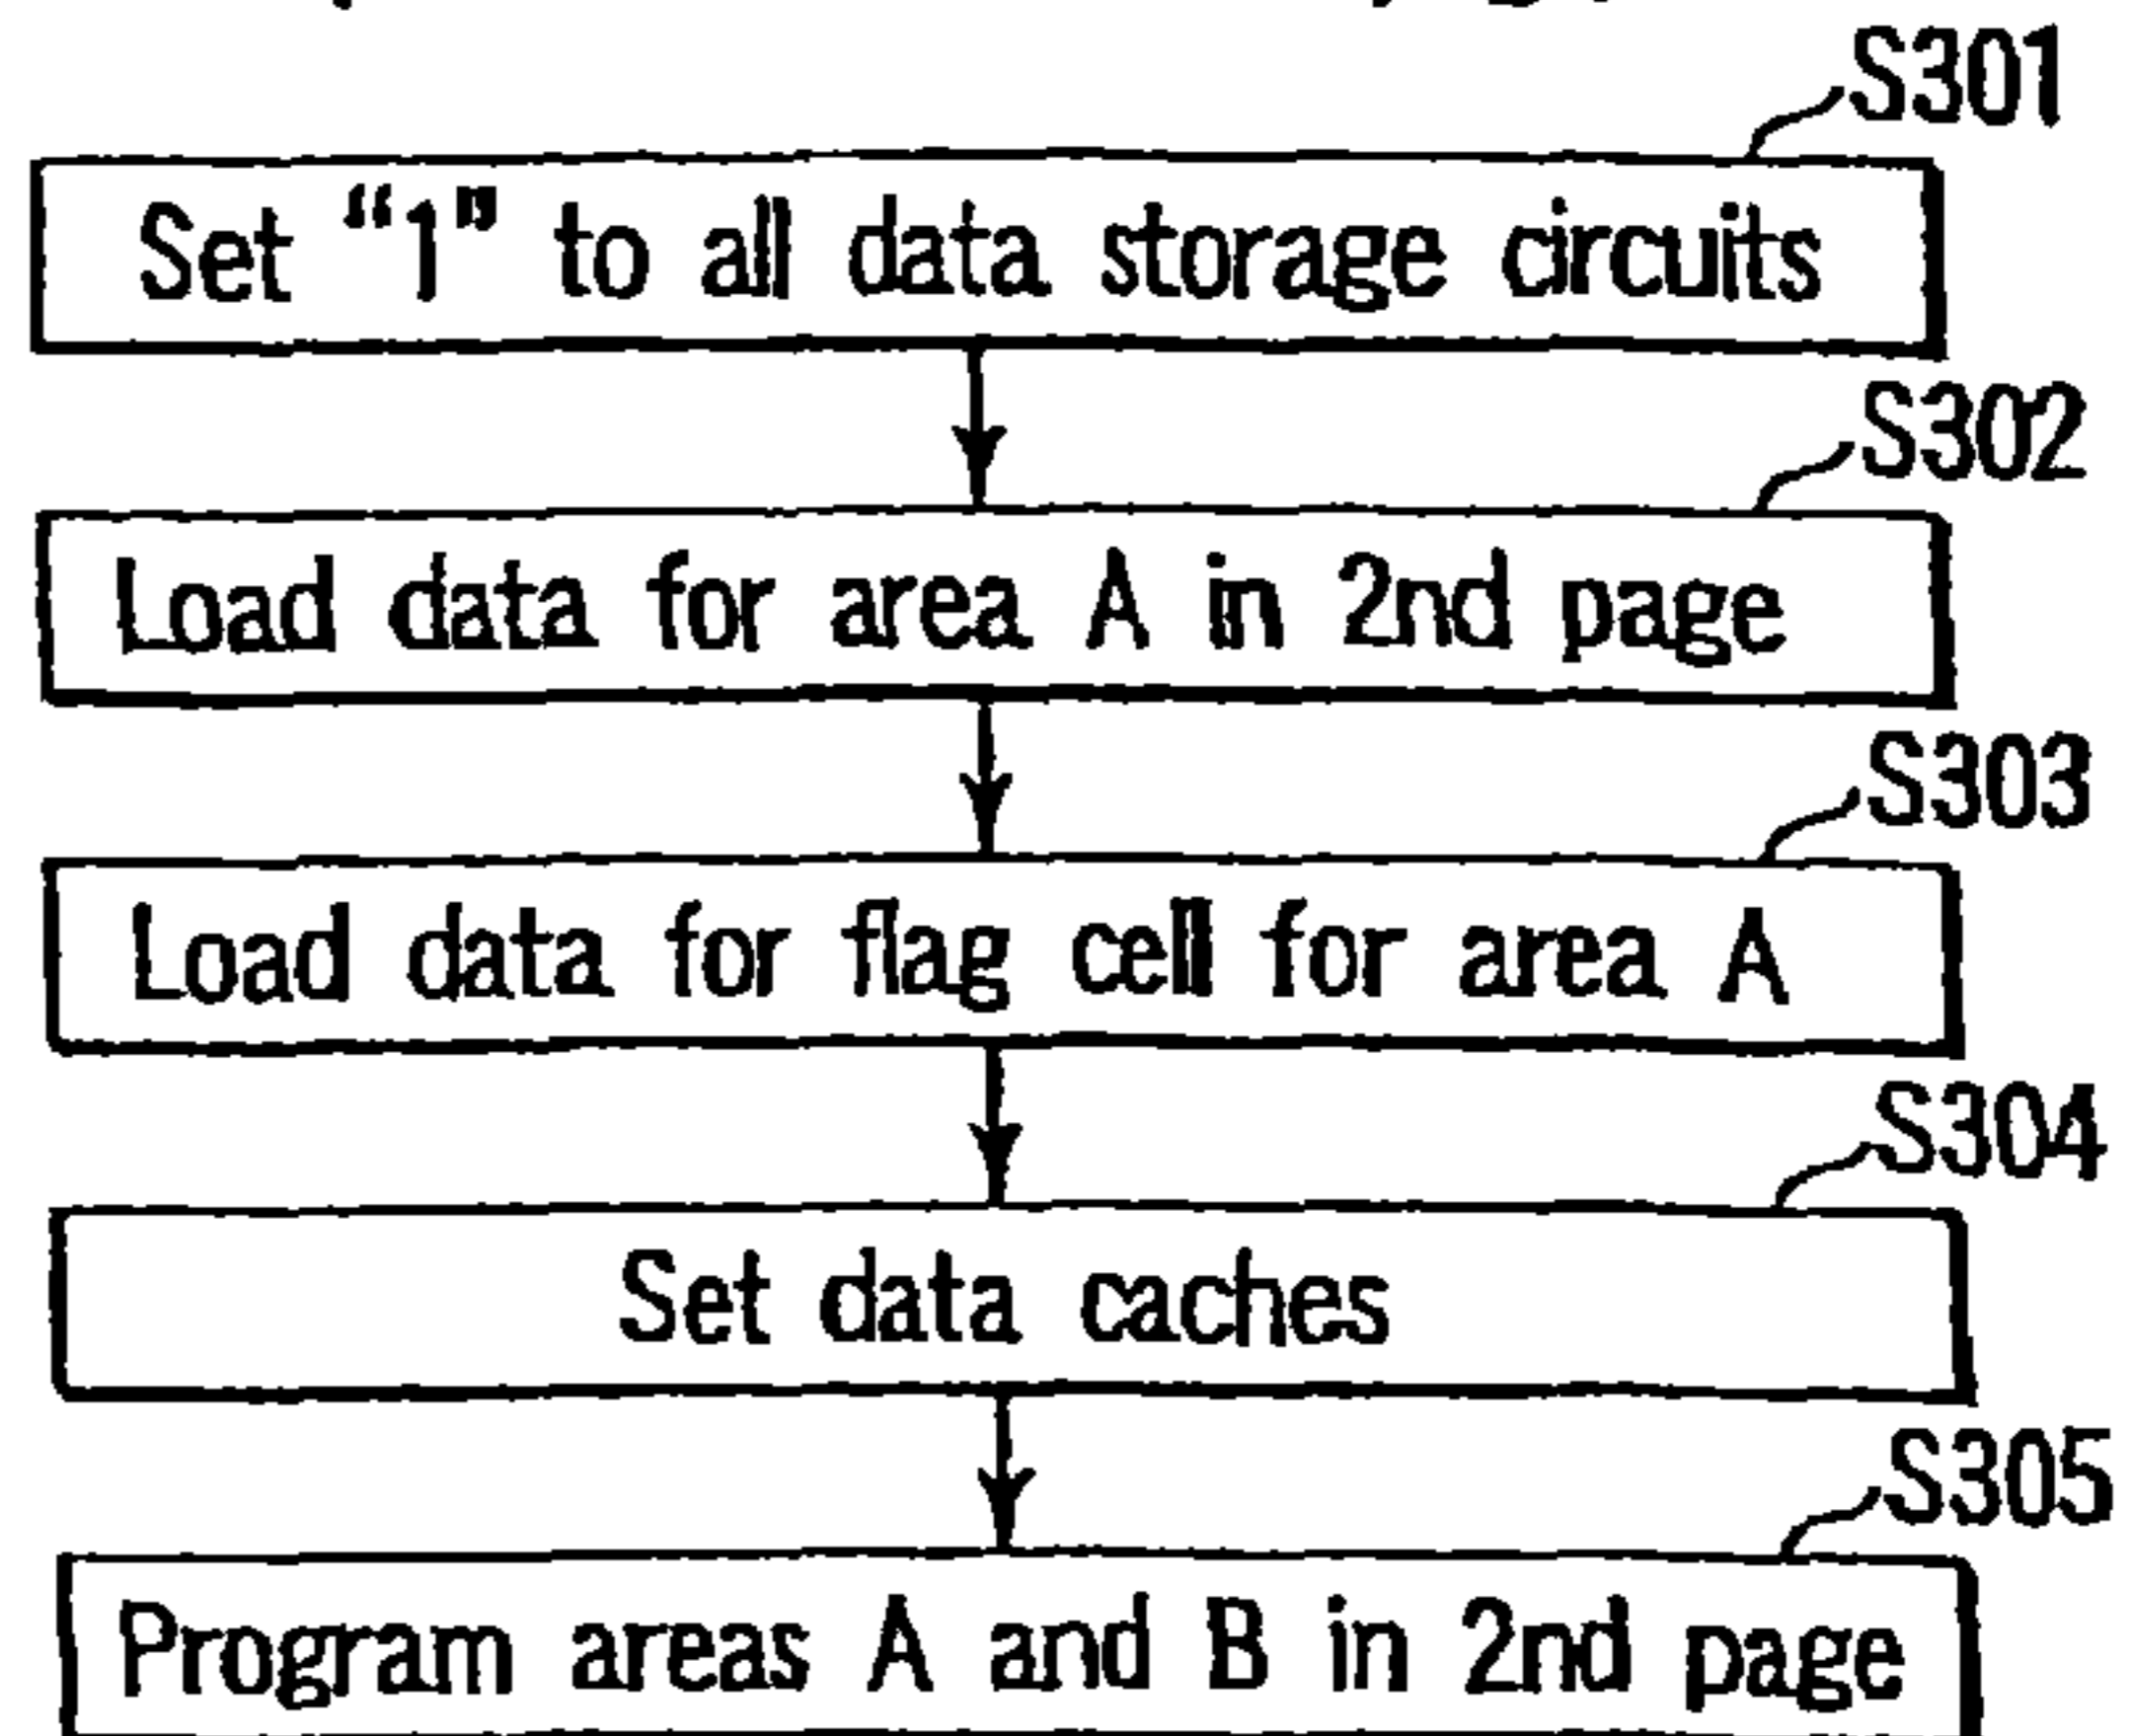 S301
Set “1” to all data storage circuits
S302
Load data for area A in 2nd page
S303
Load data for flag cell for area A
S304
Set data caches
S305
Program areas A and B in 2nd page